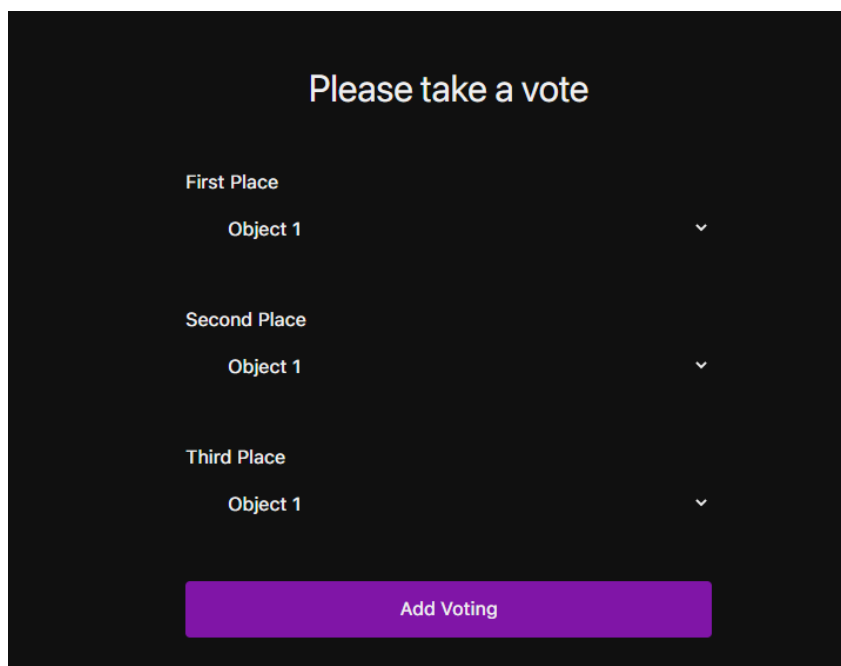 Please take a vote
First Place
Object 1
Second Place
Object 1
Third Place
Object 1
Add Voting